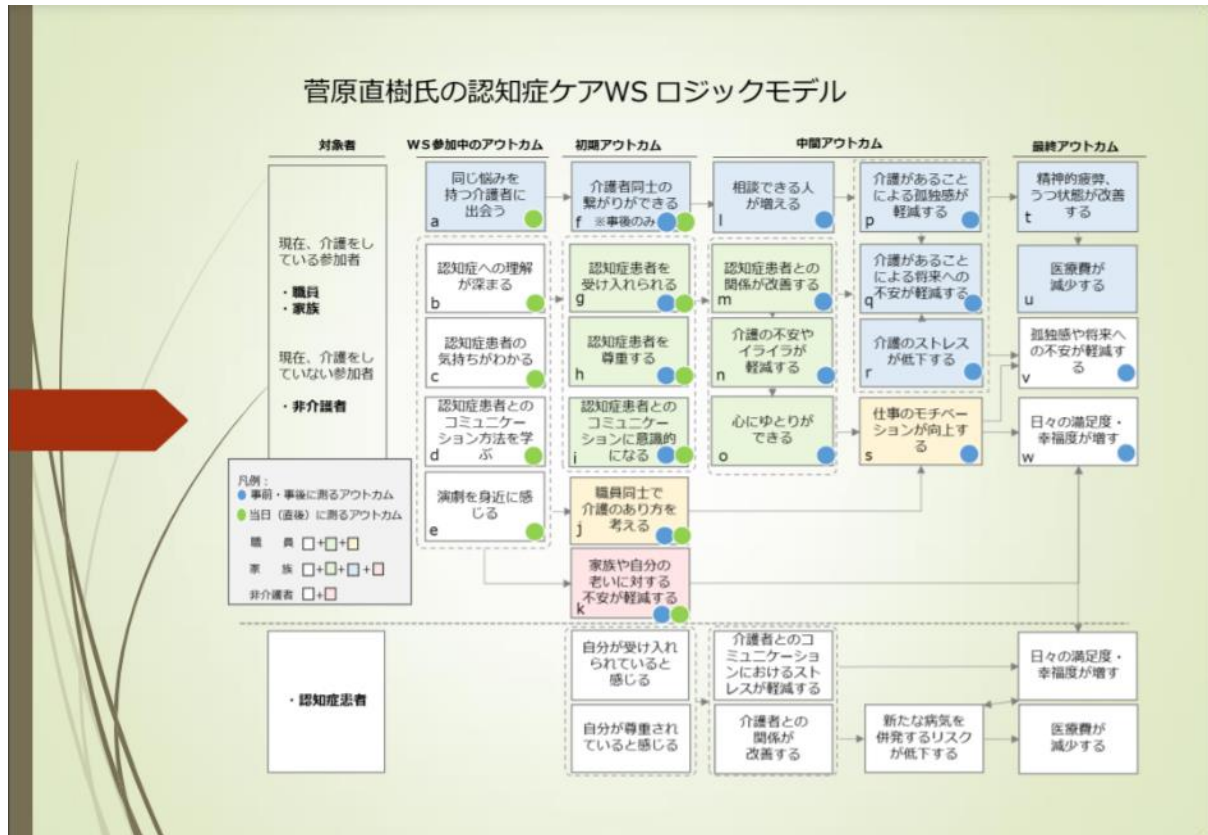 菅原直樹氏の認知症ケアWS ロジックモデル
対象者
WS参加中のアウトカム
初期アウトカム
中間アウトカム
最終アウトカム
現在、介護をし
ている参加者
・職員
・家族
現在、介護をし
ていない参加者
・非介護者
同じ悩みを
持つ介護者に
出会う
a
介護者同士の
繋がりができる
f ※事後のみ
相談できる人
が増える
l
介護があること
による孤独感が
軽減する
p
精神的疲弊、
うつ状態が改善
する
t
認知症への理解
が深まる
b
認知症患者を
受け入れられる
g
認知症患者との
関係が改善する
m
介護があること
による将来への
不安が軽減する
q
医療費が
減少する
u
認知症患者の
気持ちがわかる
c
認知症患者を
尊重する
h
介護の不安や
イライラが
軽減する
n
介護のストレス
が低下する
r
孤独感や将来へ
の不安が軽減す
る
v
認知症患者との
コミュニケー
ション方法を学
ぶ
d
認知症患者との
コミュニケー
ションに意識的
になる
i
心にゆとりが
できる
o
仕事のモチベー
ションが向上す
る
s
日々の満足度・
幸福度が増す
w
演劇を身近に感
じる
e
職員同士で
介護のあり方を
考える
j
家族や自分の
老いに対する
不安が軽減する
k
凡例：
事前・事後に測るアウトカム
当日（直後）に測るアウトカム
職 員 ＋ ＋
家 族 ＋ ＋ ＋
非介護者 ＋
・認知症患者
自分が受け入れ
られていると
感じる
介護者とのコ
ミュニケーショ
ンにおけるスト
レスが軽減する
日々の満足度・
幸福度が増す
自分が尊重され
ていると感じる
介護者との
関係が
改善する
新たな病気を
併発するリスク
が低下する
医療費が
減少する